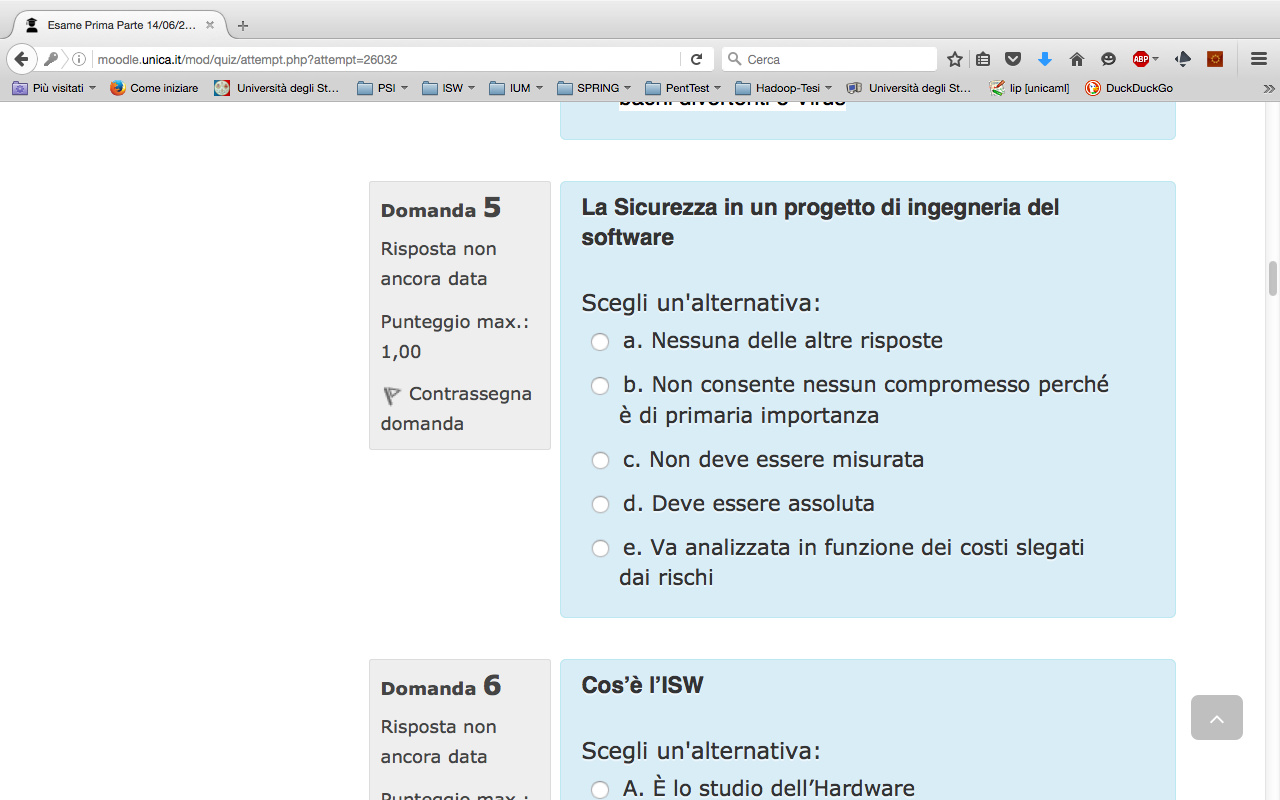 Esame Prima Parte 14/06/2...
moodle.unica.it/mod/quiz/attempt.php?attempt=26032
Cerca
ABP
Più visitati
Come iniziare
Università degli St...
PSI
ISW
IUM
SPRING
PenTest
Hadoop-Tesi
Università degli St...
lip [unicaml]
DuckDuckGo
bachi divertenti o virus
Domanda 5
Risposta non
ancora data
Punteggio max.:
1,00
Contrassegna
domanda
La Sicurezza in un progetto di ingegneria del
software
Scegli un'alternativa:
a. Nessuna delle altre risposte
b. Non consente nessun compromesso perché
è di primaria importanza
c. Non deve essere misurata
d. Deve essere assoluta
e. Va analizzata in funzione dei costi slegati
dai rischi
Domanda 6
Risposta non
ancora data
Punteggio max.:
Cos’è l’ISW
Scegli un'alternativa:
A. È lo studio dell’Hardware